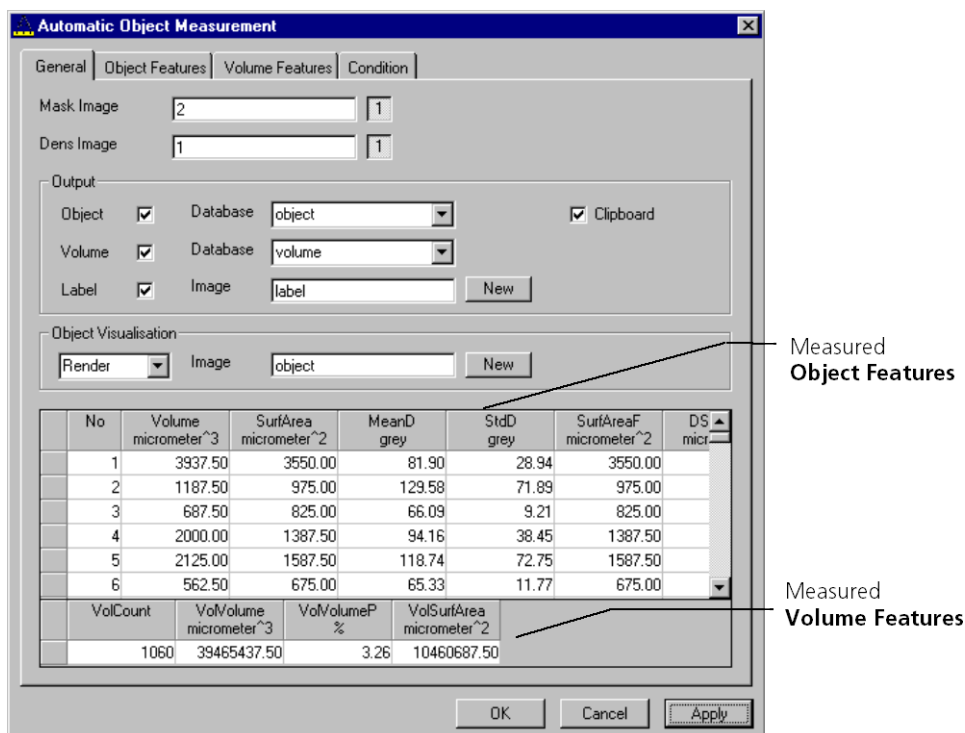 Automatic Object Measurement
General Object Features Volume Features Condition
Mask Image 2 1
Dens Image 1 1
Output
Object Database object Clipboard
Volume Database volume
Label Image label New
Object Visualisation
Render Image object New
Measured
Object Features
No Volume SurfArea MeanD StdD SurfAreaF DS
micrometer^3 micrometer^2 grey grey micrometer^2 micr
1 3937.50 3550.00 81.90 28.94 3550.00
2 1187.50 975.00 129.58 71.89 975.00
3 687.50 825.00 66.09 9.21 825.00
4 2000.00 1387.50 94.16 38.45 1387.50
5 2125.00 1587.50 118.74 72.75 1587.50
6 562.50 675.00 65.33 11.77 675.00
VolCount VolVolume VolVolumeP VolSurfArea
micrometer^3 % micrometer^2
1060 39465437.50 3.26 10460687.50
Measured
Volume Features
OK Cancel Apply